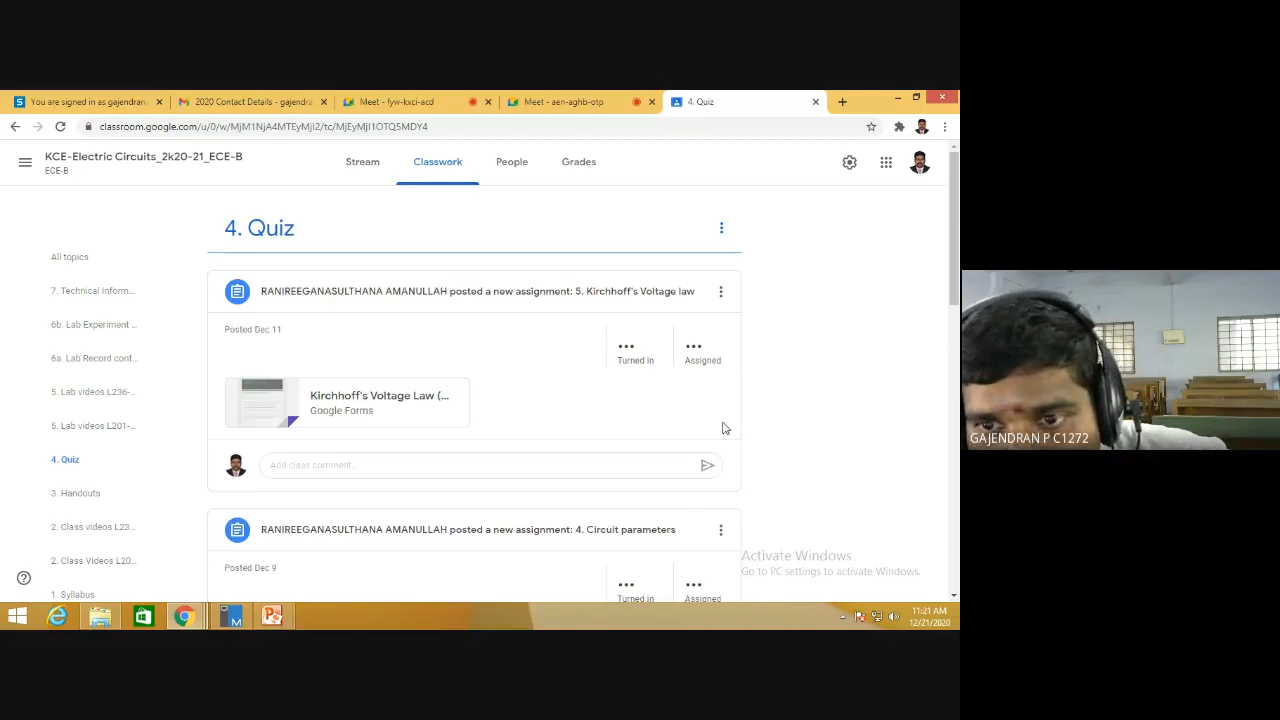 You are signed in as gajendran.
2020 Contact Details - gajendra
Meet - fyw-kxci-acd
Meet - aen-aghb-otp
4. Quiz
classroom.google.com/u/0/w/MjM1NjA4MTEyMjI2/tc/MjEyMjI1OTQ5MDY4
KCE-Electric Circuits_2k20-21_ECE-B
ECE-B
Stream
Classwork
People
Grades
4. Quiz
All topics
7. Technical Inform...
6b. Lab Experiment ...
6a. Lab Record cont...
5. Lab videos L236-...
5. Lab videos L201-...
4. Quiz
3. Handouts
2. Class videos L23...
2. Class Videos L20...
1. Syllabus
RANIREEGANASULTHANA AMANULLAH posted a new assignment: 5. Kirchhoff's Voltage law
Posted Dec 11
...
Turned in
...
Assigned
Kirchhoff's Voltage Law (...
Google Forms
Add class comment...
RANIREEGANASULTHANA AMANULLAH posted a new assignment: 4. Circuit parameters
Posted Dec 9
...
Turned in
...
Assigned
Activate Windows
Go to PC settings to activate Windows.
11:21 AM
12/21/2020
GAJENDRAN P C1272